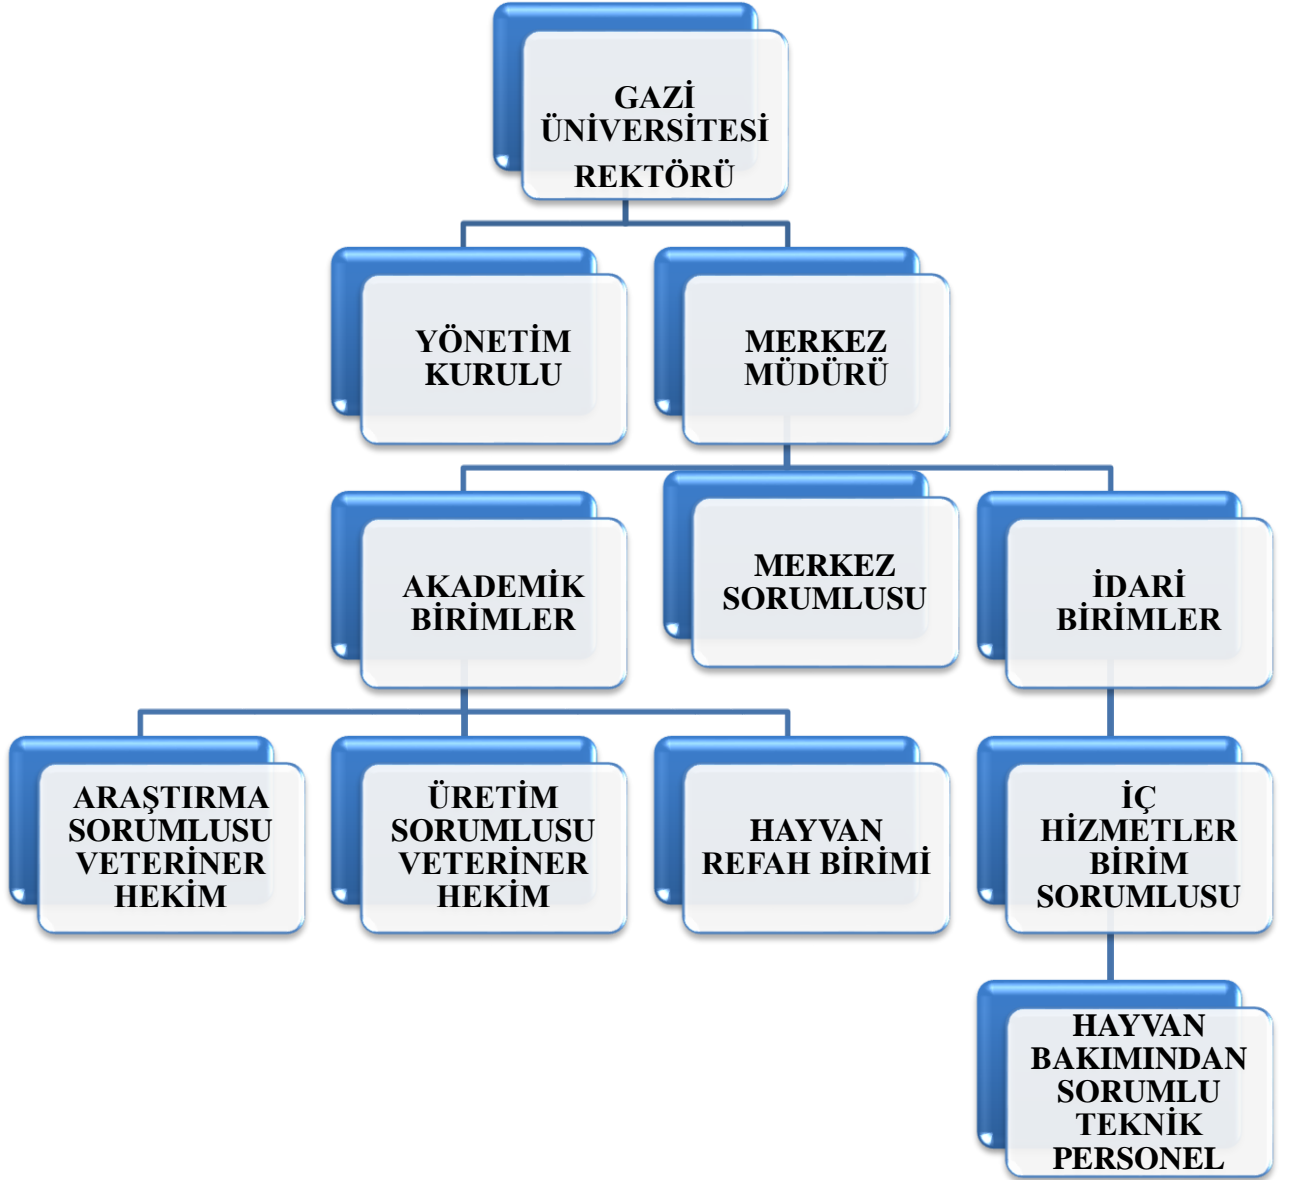 GAZİ
ÜNİVERSİTESİ
REKTÖRÜ
YÖNETİM
KURULU
MERKEZ
MÜDÜRÜ
AKADEMİK
BİRİMLER
MERKEZ
SORUMLUSU
İDARİ
BİRİMLER
ARAŞTIRMA
SORUMLUSU
VETERİNER
HEKİM
ÜRETİM
SORUMLUSU
VETERİNER
HEKİM
HAYVAN
REFAH BİRİMİ
İÇ
HİZMETLER
BİRİM
SORUMLUSU
HAYVAN
BAKIMINDAN
SORUMLU
TEKNİK
PERSONEL